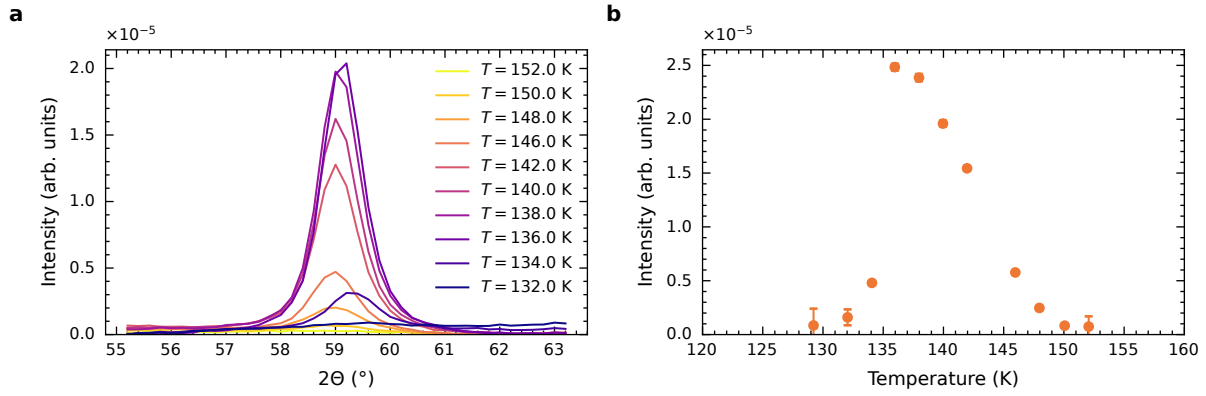 a
×10⁻⁵
Intensity (arb. units)
2.0
1.5
1.0
0.5
0.0
55 56 57 58 59 60 61 62 63
2Θ (°)
T = 152.0 K
T = 150.0 K
T = 148.0 K
T = 146.0 K
T = 142.0 K
T = 140.0 K
T = 138.0 K
T = 136.0 K
T = 134.0 K
T = 132.0 K
b
×10⁻⁵
Intensity (arb. units)
2.5
2.0
1.5
1.0
0.5
0.0
120 125 130 135 140 145 150 155 160
Temperature (K)